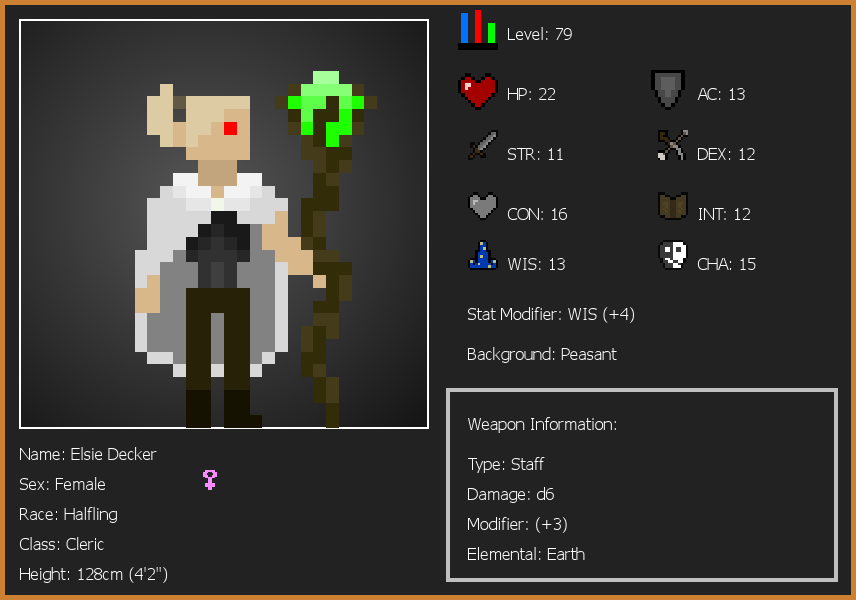 Level: 79
HP: 22
AC: 13
STR: 11
DEX: 12
CON: 16
INT: 12
WIS: 13
CHA: 15
Stat Modifier: WIS (+4)
Background: Peasant
Weapon Information:
Type: Staff
Damage: d6
Modifier: (+3)
Elemental: Earth
Name: Elsie Decker
Sex: Female
Race: Halfling
Class: Cleric
Height: 128cm (4'2")